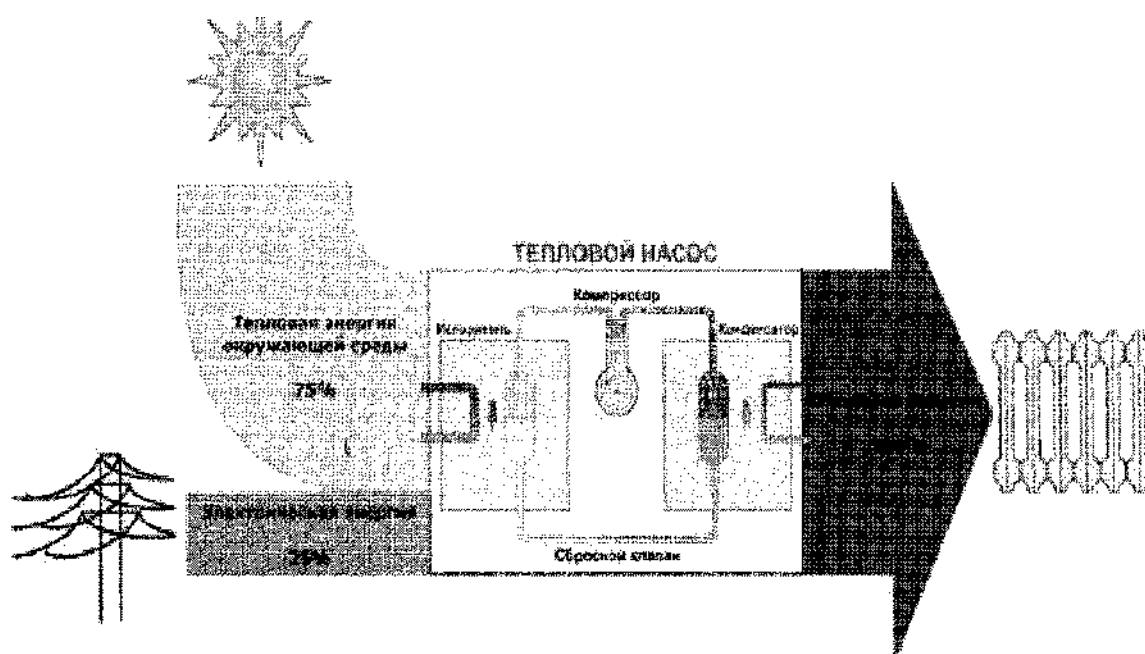 ТЕПЛОВОЙ НАСОС
Компрессор
Испаритель
Конденсатор
Тепловая энергия
окружающей среды
75%
Электрическая энергия
25%
Сбросной клапан